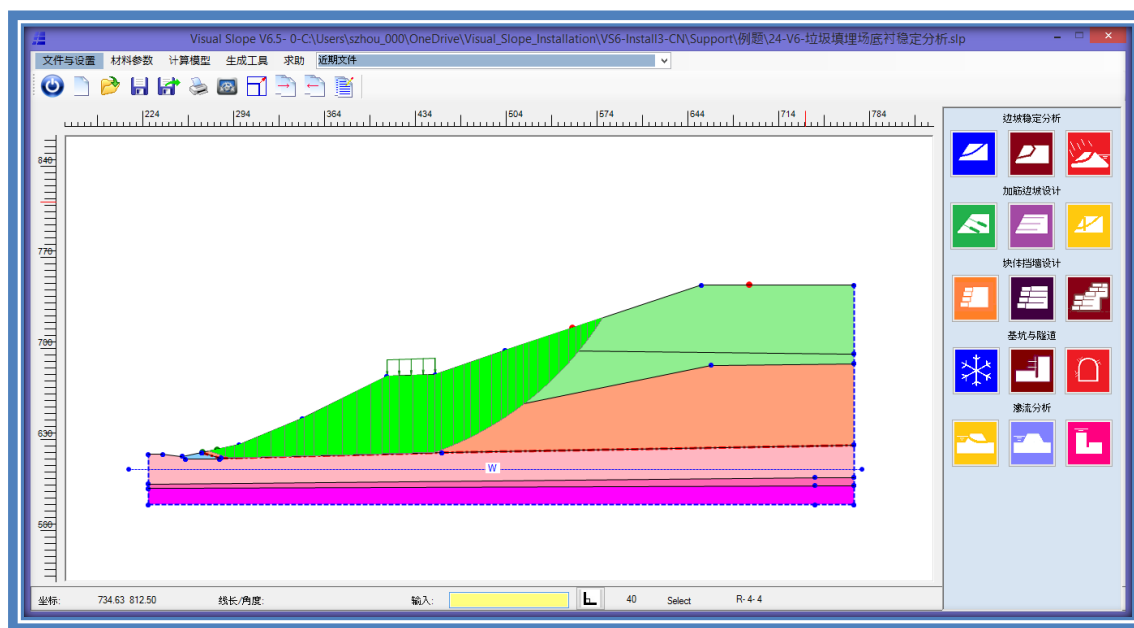 Visual Slope V6.5- 0-C:\Users\szhou_000\OneDrive\Visual_Slope_Installation\VS6-Install3-CN\Support\例题\24-V6-垃圾填埋场底衬稳定分析.slp
文件与设置 材料参数 计算模型 生成工具 求助 近期文件
224 294 364 434 504 574 644 714 784
边坡稳定分析
840
加筋边坡设计
770
块体挡墙设计
700
基坑与隧道
渗流分析
630
W
560
坐标: 734.63 812.50 线长/角度: 输入: 40 Select R- 4- 4